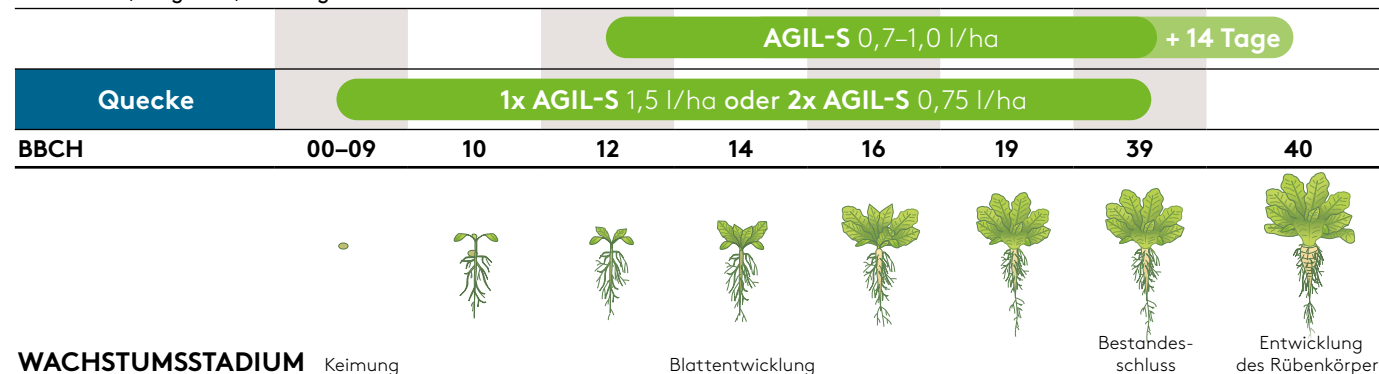 AGIL-S 0,7–1,0 l/ha + 14 Tage
Quecke 1x AGIL-S 1,5 l/ha oder 2x AGIL-S 0,75 l/ha
BBCH 00–09 10 12 14 16 19 39 40
WACHSTUMSSTADIUM Keimung Blattentwicklung Bestandes-
schluss Entwicklung
des Rübenkörper